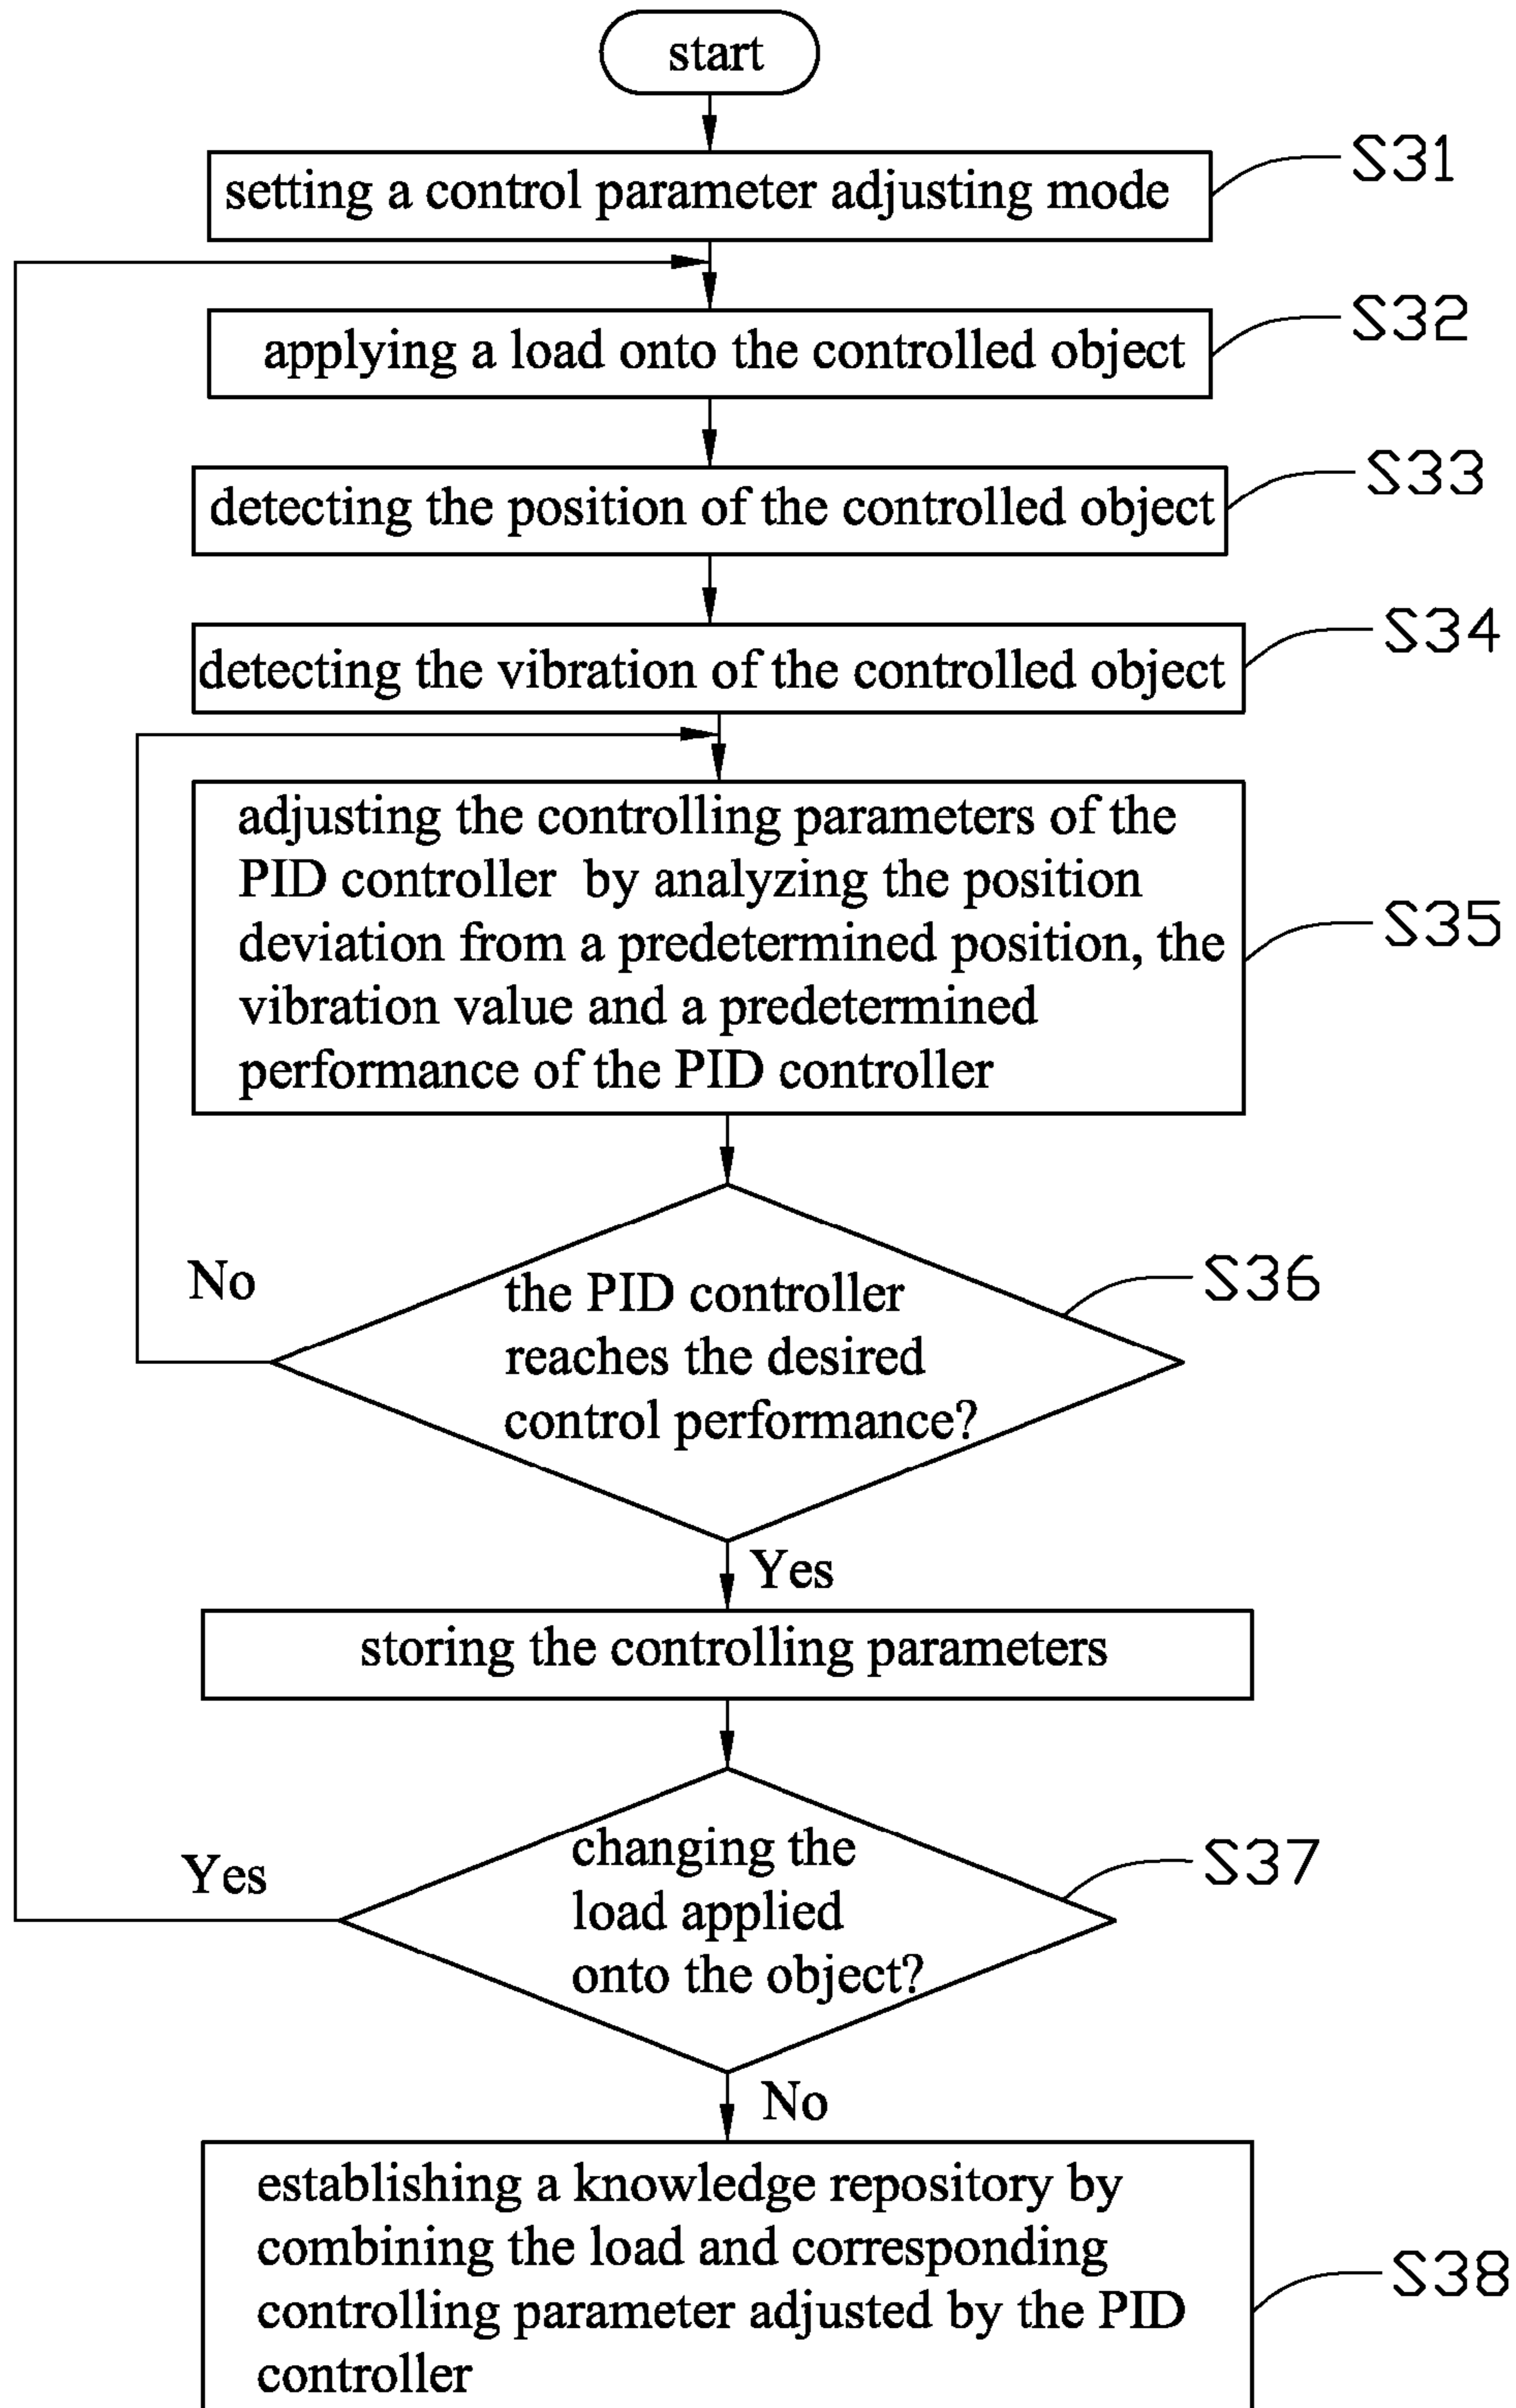 start
setting a control parameter adjusting mode
S31
applying a load onto the controlled object
S32
detecting the position of the controlled object
S33
detecting the vibration of the controlled object
S34
adjusting the controlling parameters of the
PID controller by analyzing the position
deviation from a predetermined position, the
vibration value and a predetermined
performance of the PID controller
S35
No
the PID controller
reaches the desired
control performance?
S36
Yes
storing the controlling parameters
Yes
changing the
load applied
onto the object?
S37
No
establishing a knowledge repository by
combining the load and corresponding
controlling parameter adjusted by the PID
controller
S38